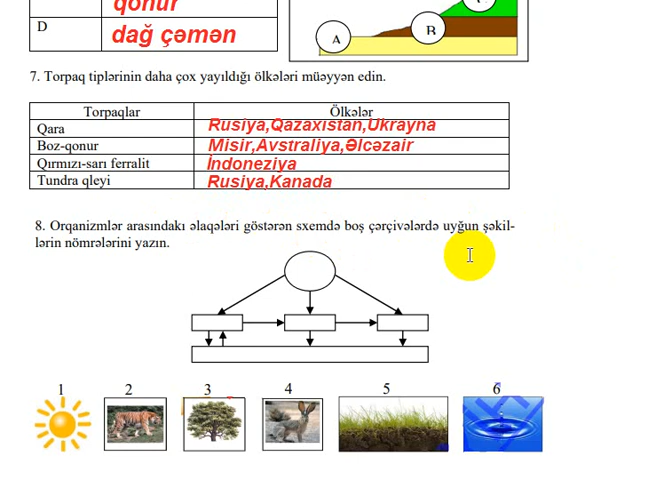 qonur
D
dağ çəmən
A
B
7. Torpaq tiplərinin daha çox yayıldığı ölkələri müəyyən edin.
Torpaqlar Ölkələr
Qara Rusiya,Qazaxıstan,Ukrayna
Boz-qonur Misir,Avstraliya,Əlcəzair
Qırmızı-sarı ferralit İndoneziya
Tundra qleyi Rusiya,Kanada
8. Orqanizmlər arasındakı əlaqələri göstərən sxemdə boş çərçivələrdə uyğun şəkil-
lərin nömrələrini yazın.
1 2 3 4 5 6